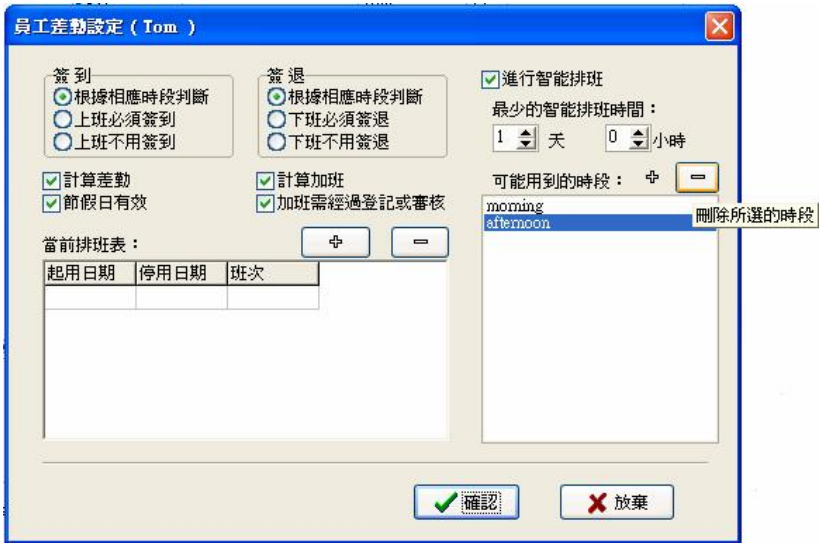 員工差勤設定 ( Tom )
簽到
根據相應時段判斷
上班必須簽到
上班不用簽到
簽退
根據相應時段判斷
下班必須簽退
下班不用簽退
計算差勤
節假日有效
計算加班
加班需經過登記或審核
當前排班表：
起用日期 停用日期 班次
進行智能排班
最少的智能排班時間：
1 天 0 小時
可能用到的時段：
morning
afternoon
刪除所選的時段
確認
放棄